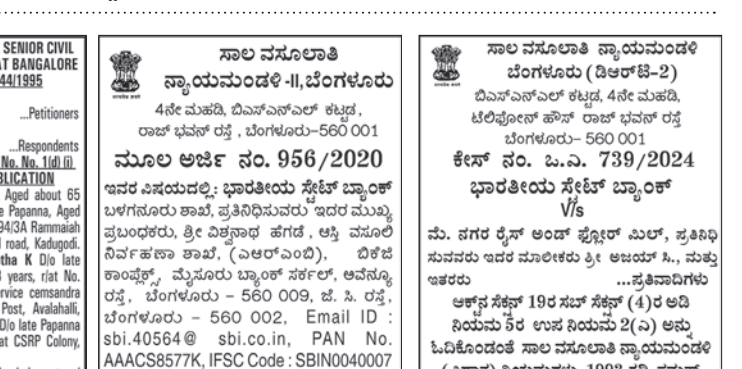 SENIOR CIVIL
AT BANGALORE
44/1995
...Petitioners
...Respondents
No. No. 1(d) (i)
BLICATION
Aged about 65
e Papanna, Aged
94/3A Rammaiah
l road, Kadugodi.
tha K D/o late
3 years, r/at No.
ervice cemsandra
Post, Avalahalli,
D/o late Papanna
at CSRP Colony,
ಸಾಲ ವಸೂಲಾತಿ
ನ್ಯಾಯಮಂಡಳಿ -II, ಬೆಂಗಳೂರು
4ನೇ ಮಹಡಿ, ಬಿಎಸ್ಎನ್ಎಲ್ ಕಟ್ಟಡ,
ರಾಜ್ ಭವನ್ ರಸ್ತೆ, ಬೆಂಗಳೂರು-560 001
ಮೂಲ ಅರ್ಜಿ ನಂ. 956/2020
ಇವರ ವಿಷಯದಲ್ಲಿ: ಭಾರತೀಯ ಸ್ಟೇಟ್ ಬ್ಯಾಂಕ್
ಬಳಗನೂರು ಶಾಖೆ, ಪ್ರತಿನಿಧಿಸುವರು ಇದರ ಮುಖ್ಯ
ಪ್ರಬಂಧಕರು, ಶ್ರೀ ವಿಶ್ವನಾಥ ಹೆಗಡೆ, ಆಸ್ತಿ ವಸೂಲಿ
ನಿರ್ವಹಣಾ ಶಾಖೆ, (ಎಆರ್ಎಂಬಿ), ಬಿಕೆಜಿ
ಕಾಂಪ್ಲೆಕ್ಸ್, ಮೈಸೂರು ಬ್ಯಾಂಕ್ ಸರ್ಕಲ್, ಅವೆನ್ಯೂ
ರಸ್ತೆ, ಬೆಂಗಳೂರು - 560 009, ಜೆ. ಸಿ. ರಸ್ತೆ,
ಬೆಂಗಳೂರು - 560 002, Email ID :
sbi.40564@ sbi.co.in, PAN No.
AAACS8577K, IFSC Code : SBIN0040007
ಸಾಲ ವಸೂಲಾತಿ ನ್ಯಾಯಮಂಡಳಿ
ಬೆಂಗಳೂರು (ಡಿಆರ್‌ಟಿ-2)
ಬಿಎಸ್ಎನ್ಎಲ್ ಕಟ್ಟಡ, 4ನೇ ಮಹಡಿ,
ಟೆಲಿಫೋನ್ ಹೌಸ್ ರಾಜ್ ಭವನ್ ರಸ್ತೆ
ಬೆಂಗಳೂರು- 560 001
ಕೇಸ್ ನಂ. ಒ.ಎ. 739/2024
ಭಾರತೀಯ ಸ್ಟೇಟ್ ಬ್ಯಾಂಕ್
V/s
ಮೆ. ನಗರ ರೈಸ್ ಅಂಡ್ ಫ್ಲೋರ್ ಮಿಲ್, ಪ್ರತಿನಿಧಿ
ಸುವವರು ಇದರ ಮಾಲೀಕರು ಶ್ರೀ ಅಜಯ್ ಸಿ., ಮತ್ತು
ಇತರರು ...ಪ್ರತಿವಾದಿಗಳು
ಆಕ್ಟ್‌ನ ಸೆಕ್ಷನ್ 19ರ ಸಬ್ ಸೆಕ್ಷನ್ (4)ರ ಅಡಿ
ನಿಯಮ 5ರ ಉಪ ನಿಯಮ 2(ಎ) ಅನ್ನು
ಓದಿಕೊಂಡಂತೆ ಸಾಲ ವಸೂಲಾತಿ ನ್ಯಾಯಮಂಡಳಿ